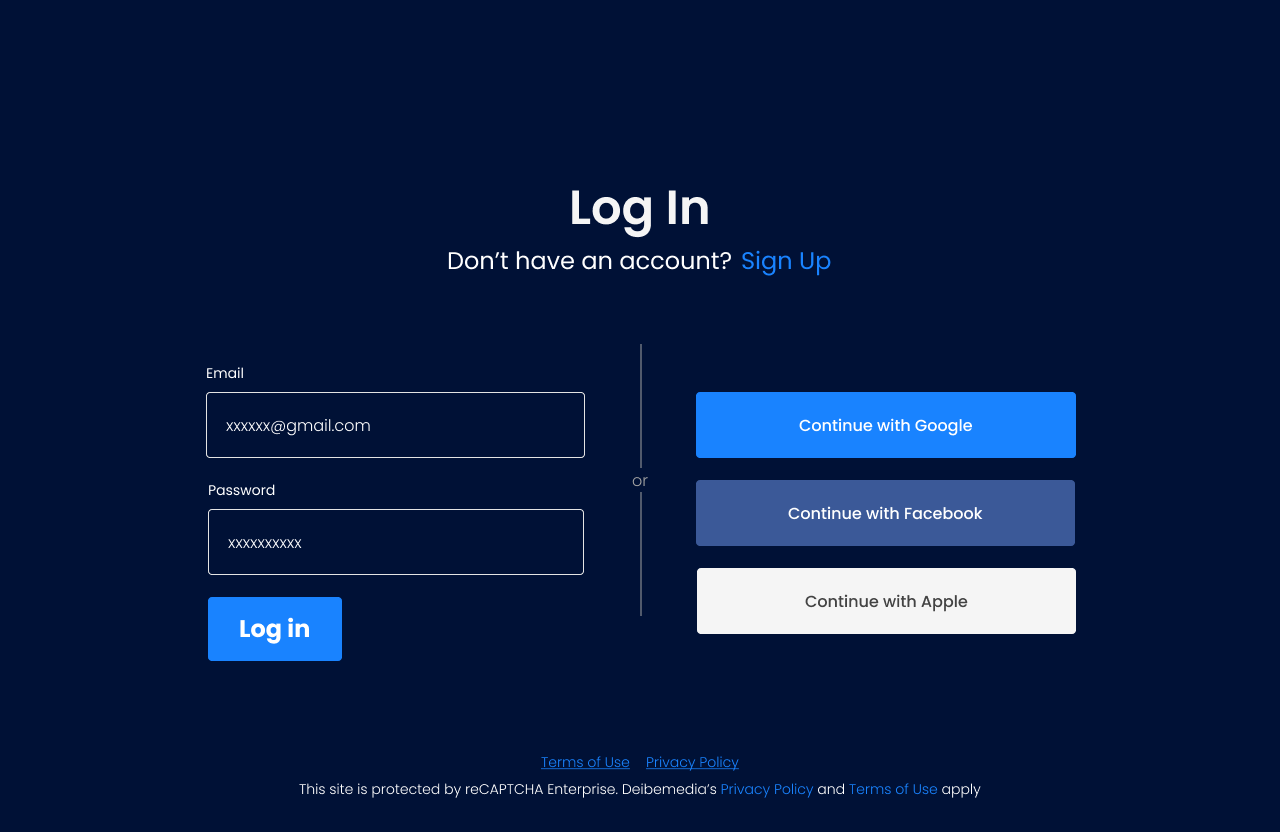 Log In
Don’t have an account? Sign Up
Email
xxxxxx@gmail.com
Password
xxxxxxxxxx
Log in
or
Continue with Google
Continue with Facebook
Continue with Apple
Terms of Use Privacy Policy
This site is protected by reCAPTCHA Enterprise. Deibemedia’s Privacy Policy and Terms of Use apply